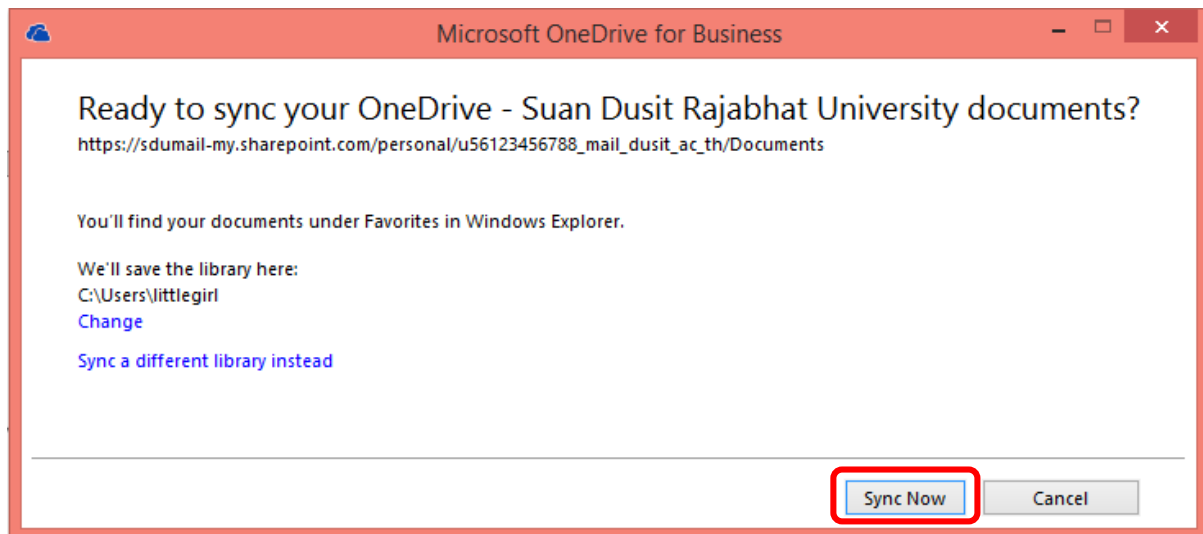 Microsoft OneDrive for Business
Ready to sync your OneDrive - Suan Dusit Rajabhat University documents?
https://sdumail-my.sharepoint.com/personal/u56123456788_mail_dusit_ac_th/Documents
You'll find your documents under Favorites in Windows Explorer.
We'll save the library here:
C:\Users\littlegirl
Change
Sync a different library instead
Sync Now
Cancel